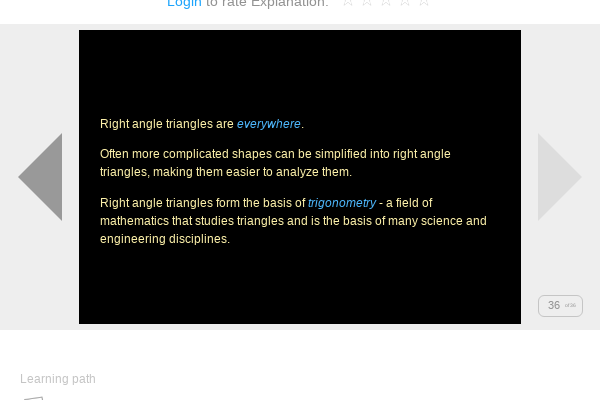 Login to rate Explanation:
Right angle triangles are everywhere.
Often more complicated shapes can be simplified into right angle
triangles, making them easier to analyze them.
Right angle triangles form the basis of trigonometry - a field of
mathematics that studies triangles and is the basis of many science and
engineering disciplines.
36 of 36
Learning path